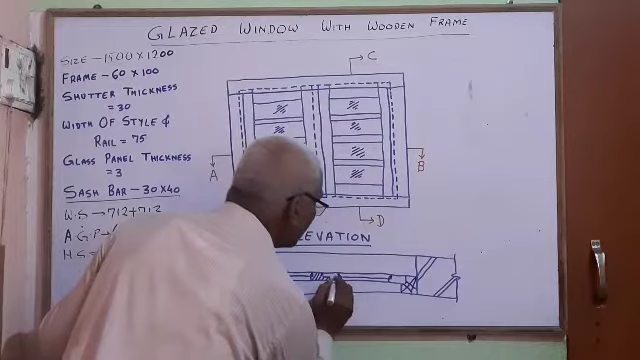 GLAZED WINDOW WITH WOODEN FRAME
SIZE - 1500 X 1200
FRAME - 60 X 100
SHUTTER THICKNESS
= 30
WIDTH OF STYLE &
RAIL = 75
GLASS PANEL THICKNESS
= 3
SASH BAR - 30 X 40
W.S → 712+712
A.G.P →
H.S =
C
A
B
D
ELEVATION